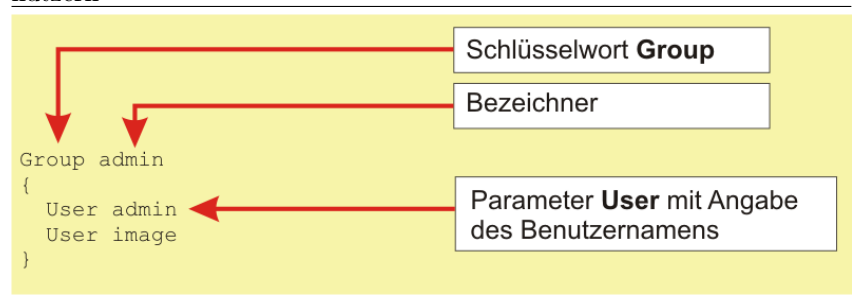 Schlüsselwort Group
Bezeichner
Group admin
{
User admin
User image
}
Parameter User mit Angabe
des Benutzernamens